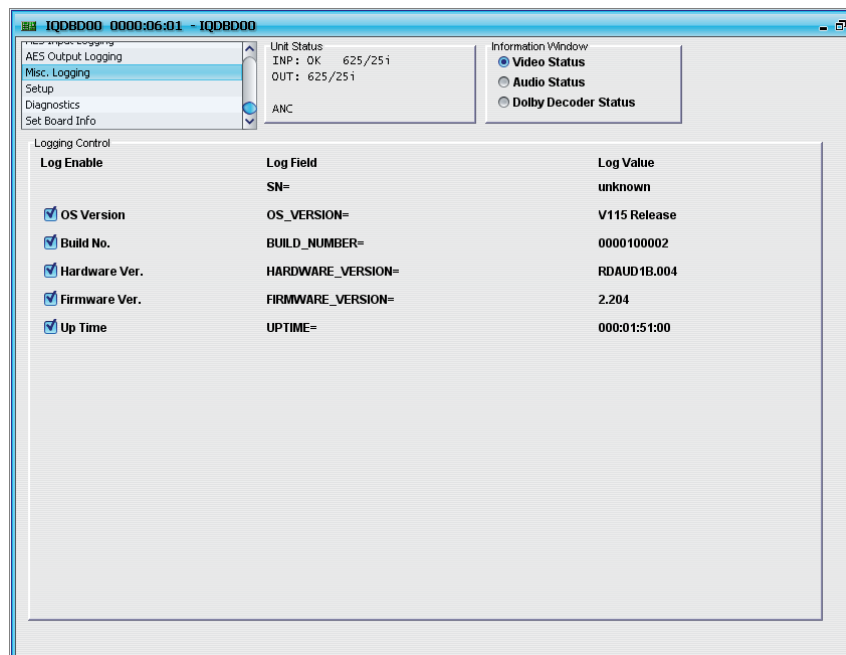 IQDBD00 0000:06:01 - IQDBD00
AES Input Logging
AES Output Logging
Misc. Logging
Setup
Diagnostics
Set Board Info
Unit Status
INP: OK 625/25i
OUT: 625/25i
ANC
Information Window
Video Status
Audio Status
Dolby Decoder Status
Logging Control
Log Enable Log Field Log Value
SN= unknown
OS Version OS_VERSION= V115 Release
Build No. BUILD_NUMBER= 0000100002
Hardware Ver. HARDWARE_VERSION= RDAUD1B.004
Firmware Ver. FIRMWARE_VERSION= 2.204
Up Time UPTIME= 000:01:51:00